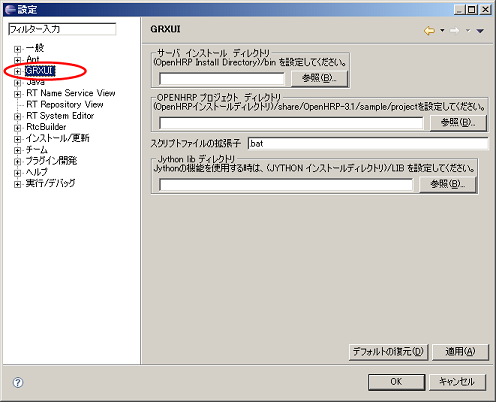 設定
フィルター入力
一般
Ant
GRXUI
Java
RT Name Service View
RT Repository View
RT System Editor
RtcBuilder
インストール/更新
チーム
プラグイン開発
ヘルプ
実行/デバッグ
GRXUI
サーバ インストール ディレクトリ
(OpenHRP Install Directory)/bin を設定してください。
参照(B)...
OPENHRP プロジェクト ディレクトリ
(OPENHRPインストールディレクトリ)/share/OpenHRP-3.1/sample/projectを設定してください。
参照(B)...
スクリプトファイルの拡張子 .bat
Jython lib ディレクトリ
Jythonの機能を使用する時は、(JYTHON インストールディレクトリ)/LIB を設定してください。
参照(B)...
デフォルトの復元(D) 適用(A)
? OK キャンセル